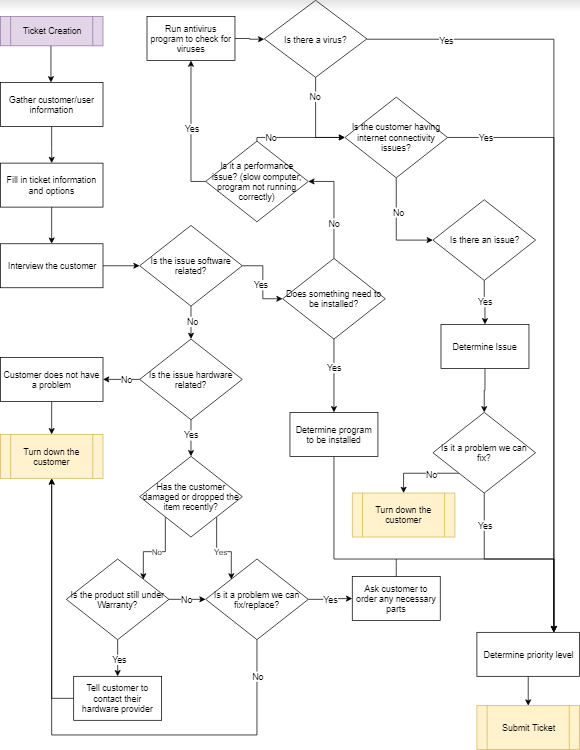 Ticket Creation
Run antivirus
program to check for
viruses
Is there a virus?
Yes
Gather customer/user
information
No
Yes
Is the customer having
internet connectivity
issues?
Yes
No
Is it a performance
issue? (slow computer,
program not running
correctly)
Fill in ticket information
and options
No
No
Is there an issue?
Interview the customer
Is the issue software
related?
Yes
Does something need to
be installed?
Yes
No
Determine Issue
Customer does not have
a problem
No
Is the issue hardware
related?
Yes
Determine program
to be installed
Yes
Turn down the
customer
Is it a problem we can
fix?
No
Has the customer
damaged or dropped the
item recently?
Turn down the
customer
Yes
No
Yes
Is the product still under
Warranty?
No
Is it a problem we can
fix/replace?
Yes
Ask customer to
order any necessary
parts
Yes
No
Determine priority level
Tell customer to
contact their
hardware provider
Submit Ticket